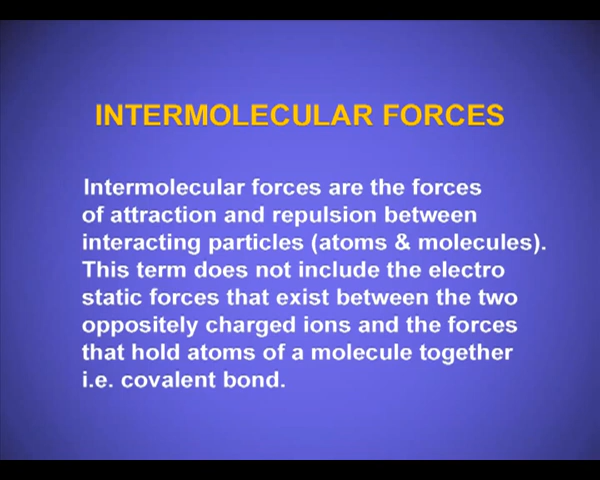 INTERMOLECULAR FORCES
Intermolecular forces are the forces
of attraction and repulsion between
interacting particles (atoms & molecules).
This term does not include the electro
static forces that exist between the two
oppositely charged ions and the forces
that hold atoms of a molecule together
i.e. covalent bond.